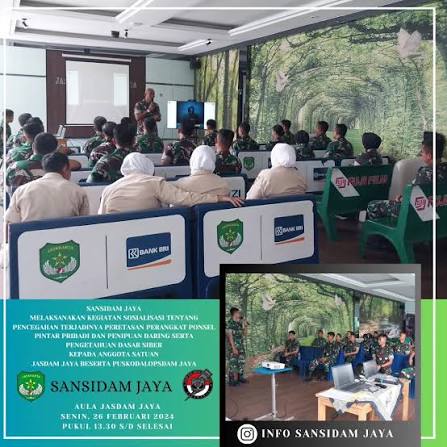 BANK BRI
BANK BRI
SANSIDAM JAYA
MELAKSANAKAN KEGIATAN SOSIALISASI TENTANG
PENCEGAHAN TERJADINYA PERETASAN PERANGKAT PONSEL
PINTAR PRIBADI DAN PENIPUAN DARING SERTA
PENGETAHUAN DASAR SIBER
KEPADA ANGGOTA SATUAN
JASDAM JAYA BESERTA PUSKODALOPSDAM JAYA
SANSIDAM JAYA
AULA JASDAM JAYA
SENIN, 26 FEBRUARI 2024
PUKUL 13.30 S/D SELESAI
INFO SANSIDAM JAYA